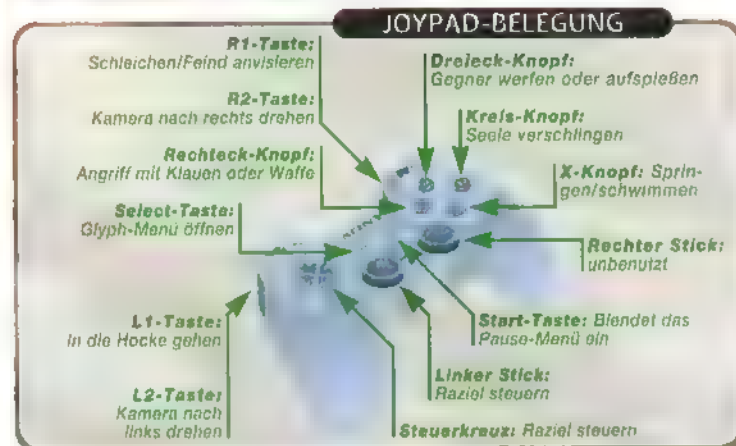 JOYPAD-BELEGUNG
R1-Taste:
Schleichen/Feind anvisieren
R2-Taste:
Kamera nach rechts drehen
Rechteck-Knopf:
Angriff mit Klauen oder Waffe
Select-Taste:
Glyph-Menü öffnen
L1-Taste:
In die Hocke gehen
L2-Taste:
Kamera nach
links drehen
Dreieck-Knopf:
Gegner werfen oder aufspießen
Kreis-Knopf:
Seele verschlingen
X-Knopf: Sprin-
gen/schwimmen
Rechter Stick:
unbenutzt
Start-Taste: Blendet das
Pause-Menü ein
Linker Stick:
Raziel steuern
Steuerkreuz: Raziel steuern
SONY